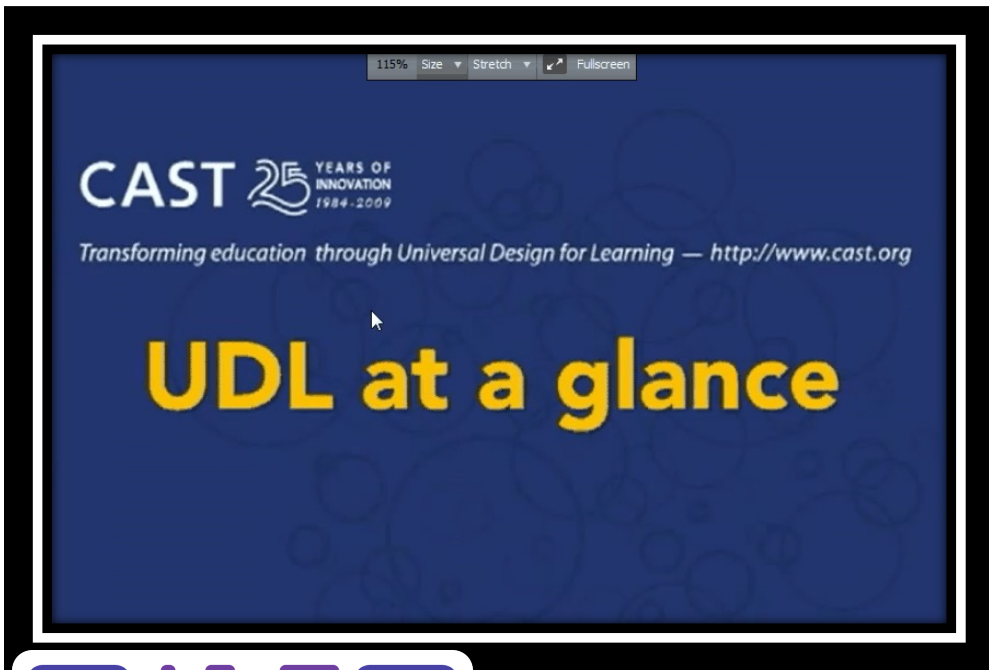 115% Size Stretch Fullscreen
CAST 25 YEARS OF
INNOVATION
1984-2009
Transforming education through Universal Design for Learning — http://www.cast.org
UDL at a glance